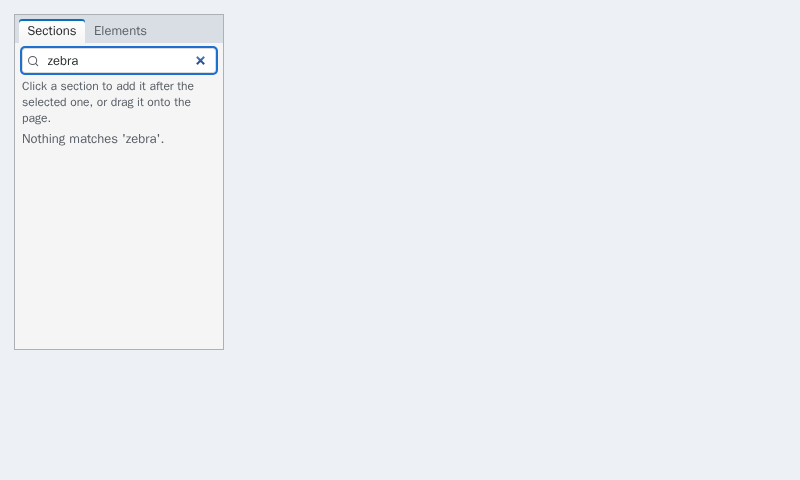 Sections Elements
zebra
Click a section to add it after the
selected one, or drag it onto the
page.
Nothing matches 'zebra'.